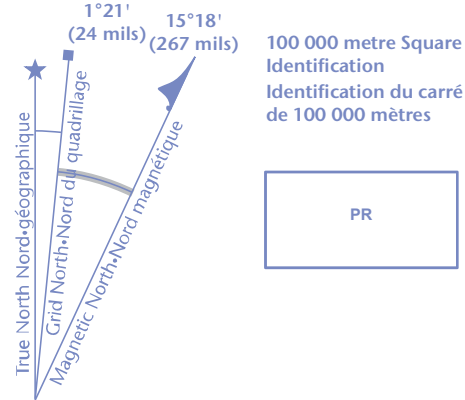 1°21'
(24 mils)
15°18'
(267 mils)
True North Nord•géographique
Grid North•Nord du quadrillage
Magnetic North•Nord magnétique
100 000 metre Square
Identification
Identification du carré
de 100 000 mètres
PR